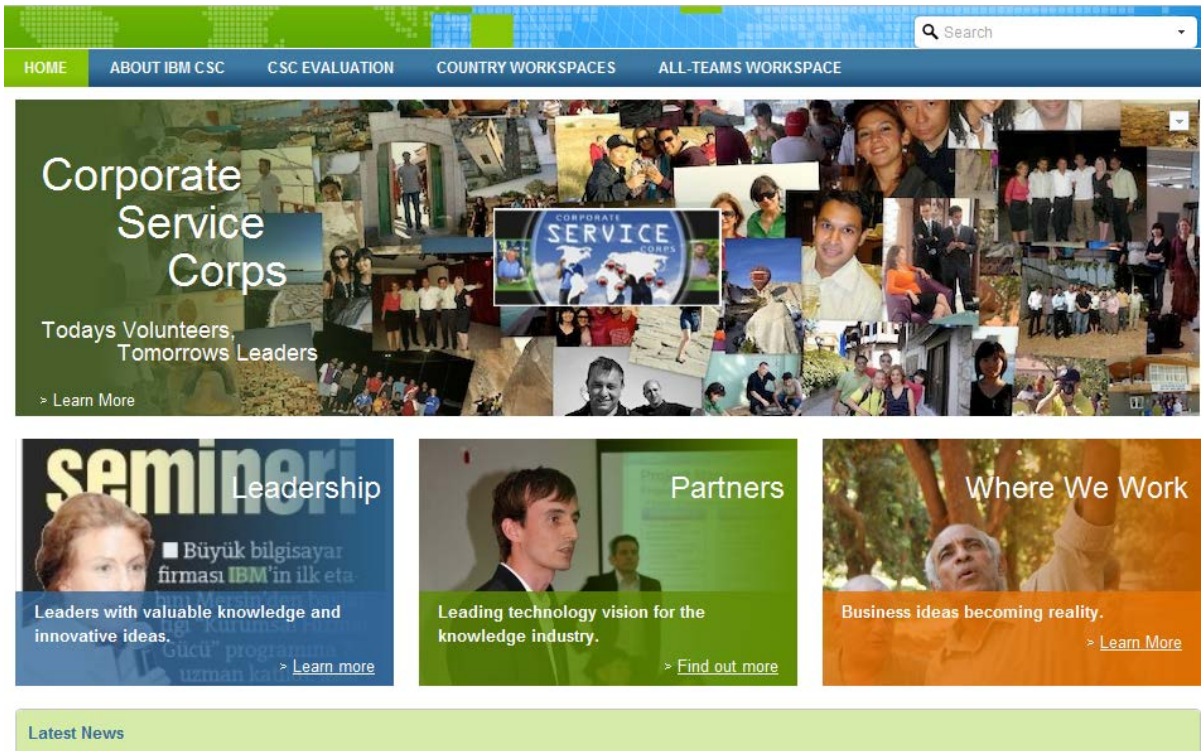 Search
HOME ABOUT IBM CSC CSC EVALUATION COUNTRY WORKSPACES ALL-TEAMS WORKSPACE
Corporate
Service
Corps
Todays Volunteers,
Tomorrows Leaders
> Learn More
CORPORATE
SERVICE
CORPS
semineri
Leadership
■ Büyük bilgisayar
firması IBM'in ilk eta-
Leaders with valuable knowledge and
innovative ideas.
Gücü" programına
uzman
> Learn more
Partners
Leading technology vision for the
knowledge industry.
> Find out more
Where We Work
Business ideas becoming reality.
> Learn More
Latest News